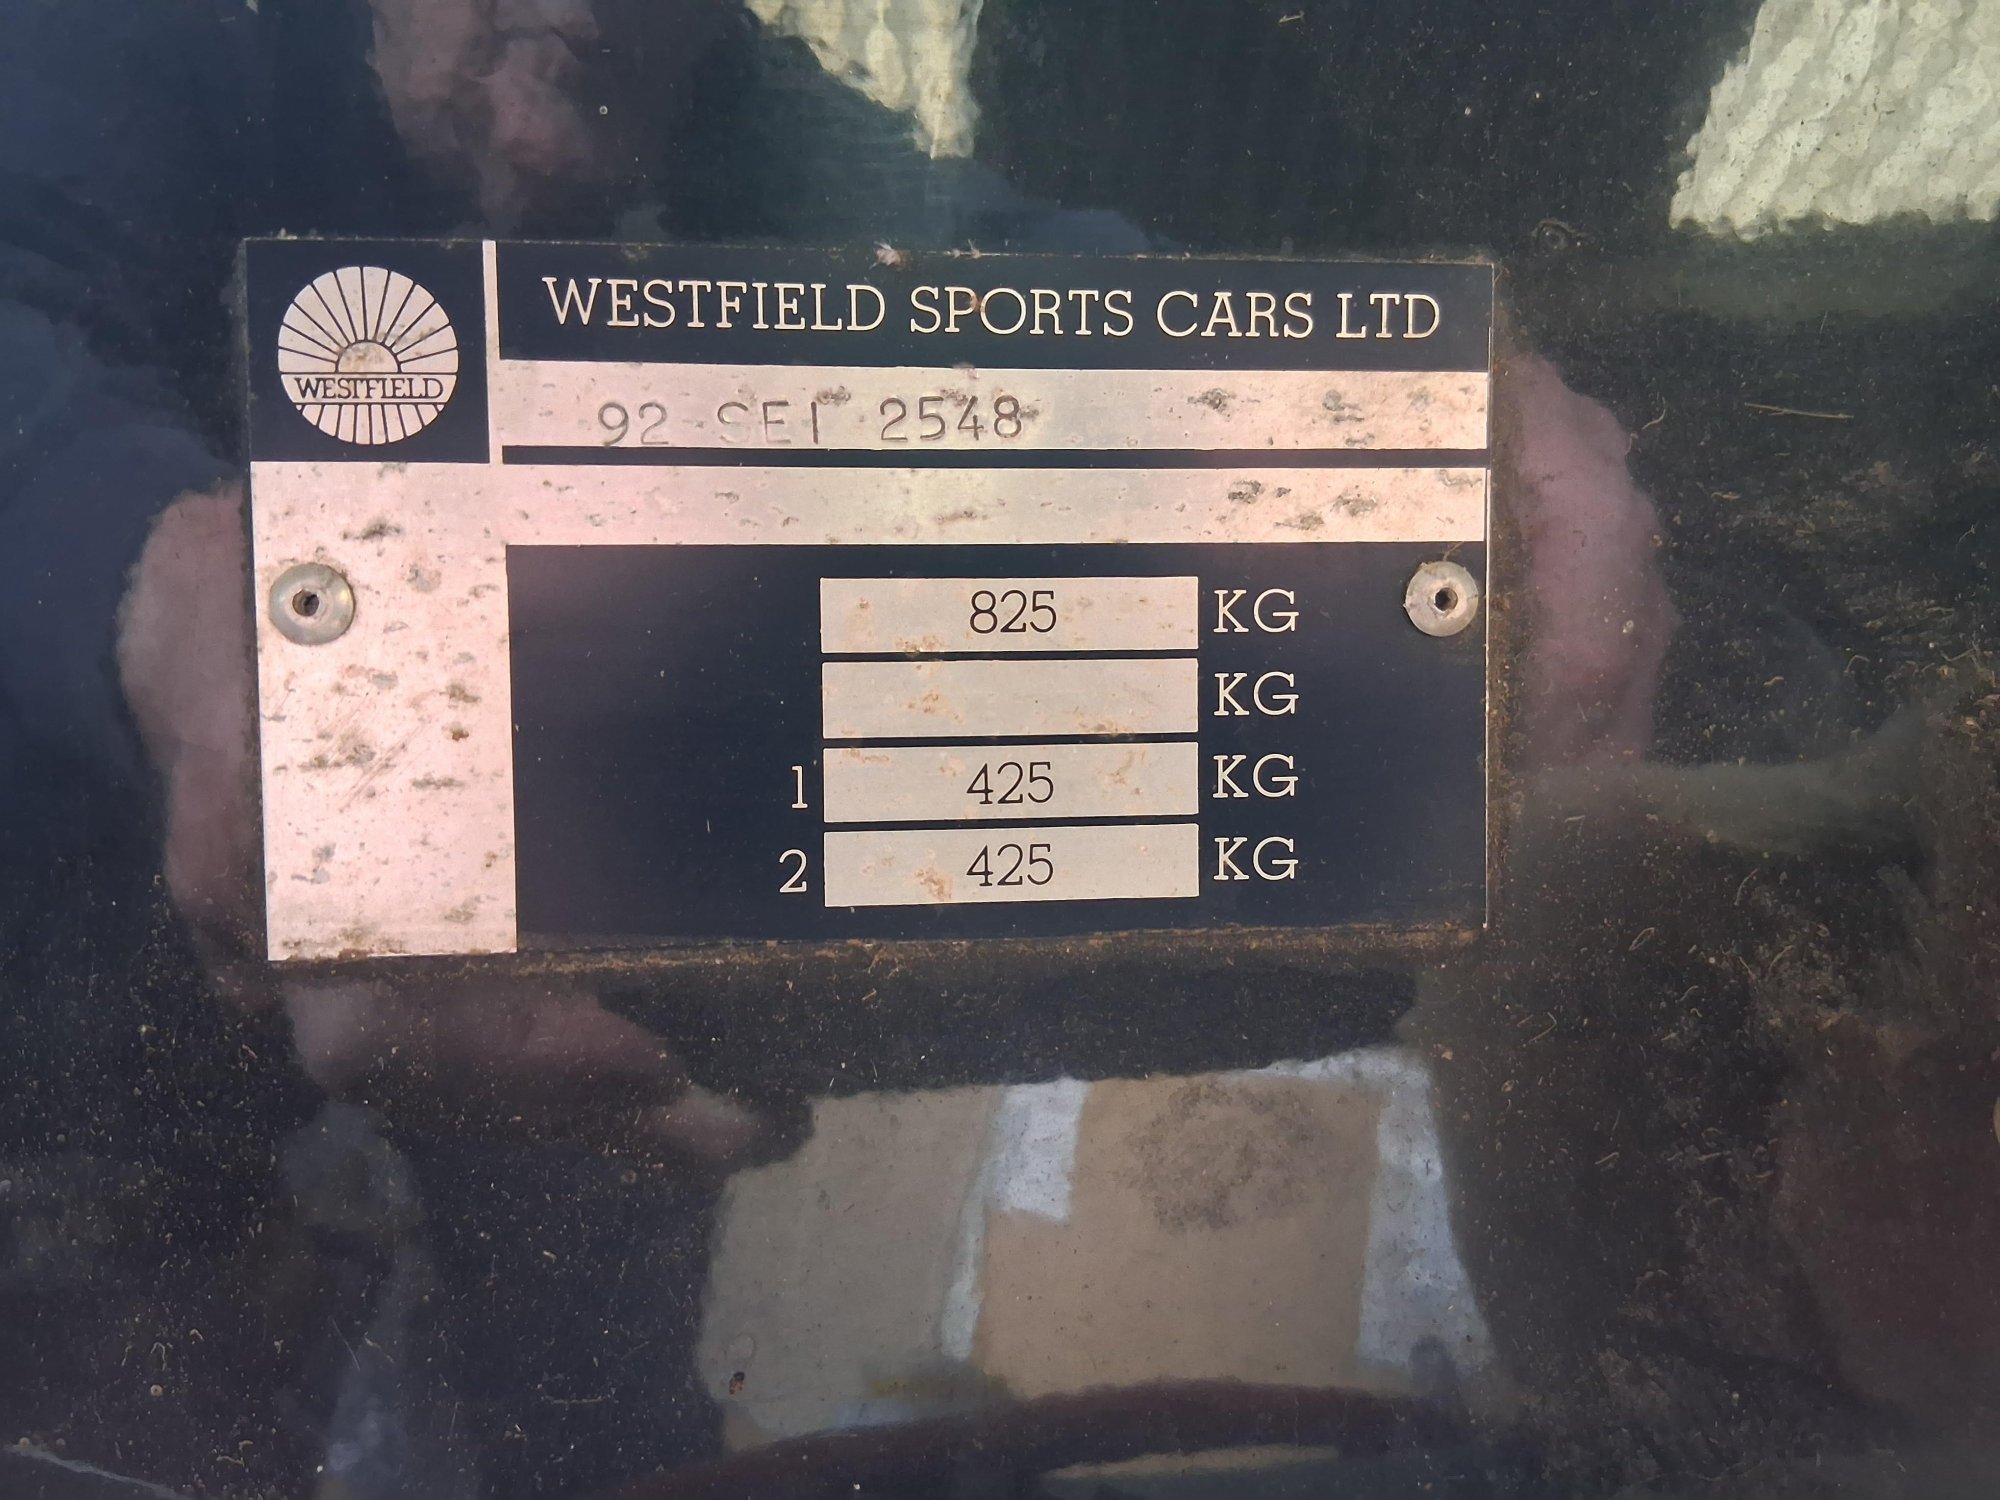 WESTFIELD SPORTS CARS LTD
WESTFIELD
92 SEI 2548
825 KG
KG
1 425 KG
2 425 KG